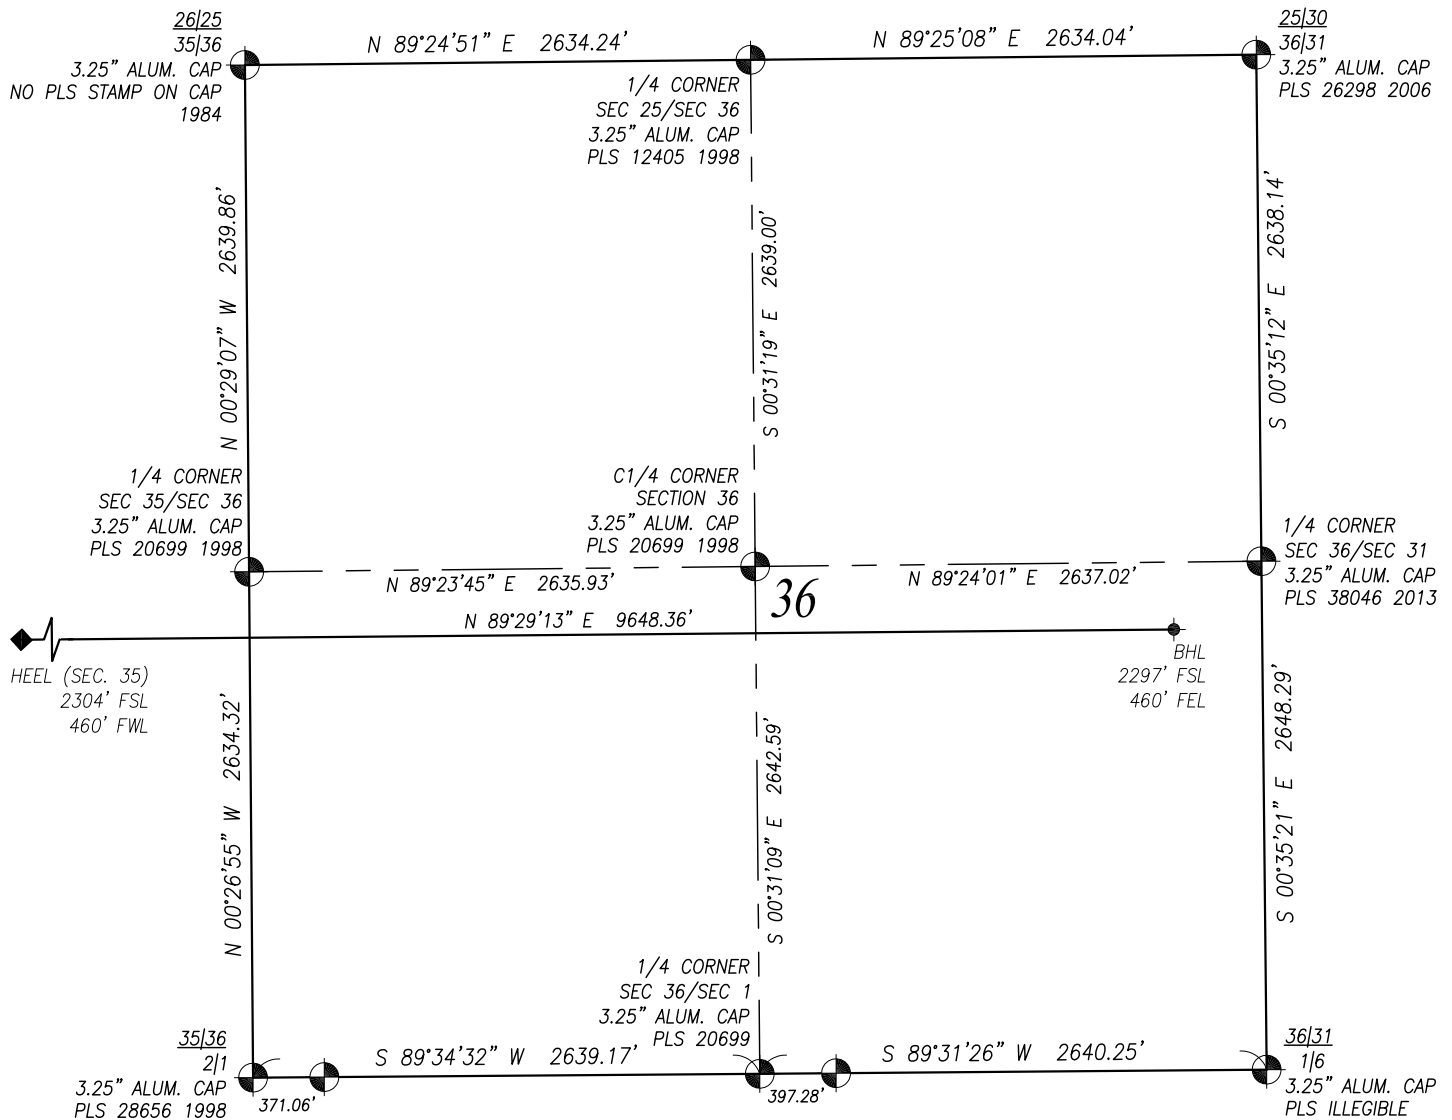 26|25
35|36
3.25" ALUM. CAP
NO PLS STAMP ON CAP
1984
N 89°24'51" E 2634.24'
N 89°25'08" E 2634.04'
25|30
36|31
3.25" ALUM. CAP
PLS 26298 2006
1/4 CORNER
SEC 25/SEC 36
3.25" ALUM. CAP
PLS 12405 1998
N 00°29'07" W 2639.86'
S 00°31'19" E 2639.00'
S 00°35'12" E 2638.14'
1/4 CORNER
SEC 35/SEC 36
3.25" ALUM. CAP
PLS 20699 1998
C1/4 CORNER
SECTION 36
3.25" ALUM. CAP
PLS 20699 1998
1/4 CORNER
SEC 36/SEC 31
3.25" ALUM. CAP
PLS 38046 2013
N 89°23'45" E 2635.93'
N 89°24'01" E 2637.02'
36
N 89°29'13" E 9648.36'
HEEL (SEC. 35)
2304' FSL
460' FWL
BHL
2297' FSL
460' FEL
N 00°26'55" W 2634.32'
S 00°31'09" E 2642.59'
S 00°35'21" E 2648.29'
1/4 CORNER
SEC 36/SEC 1
3.25" ALUM. CAP
PLS 20699
35|36
2|1
3.25" ALUM. CAP
PLS 28656 1998
371.06'
S 89°34'32" W 2639.17'
397.28'
S 89°31'26" W 2640.25'
36|31
1|6
3.25" ALUM. CAP
PLS ILLEGIBLE